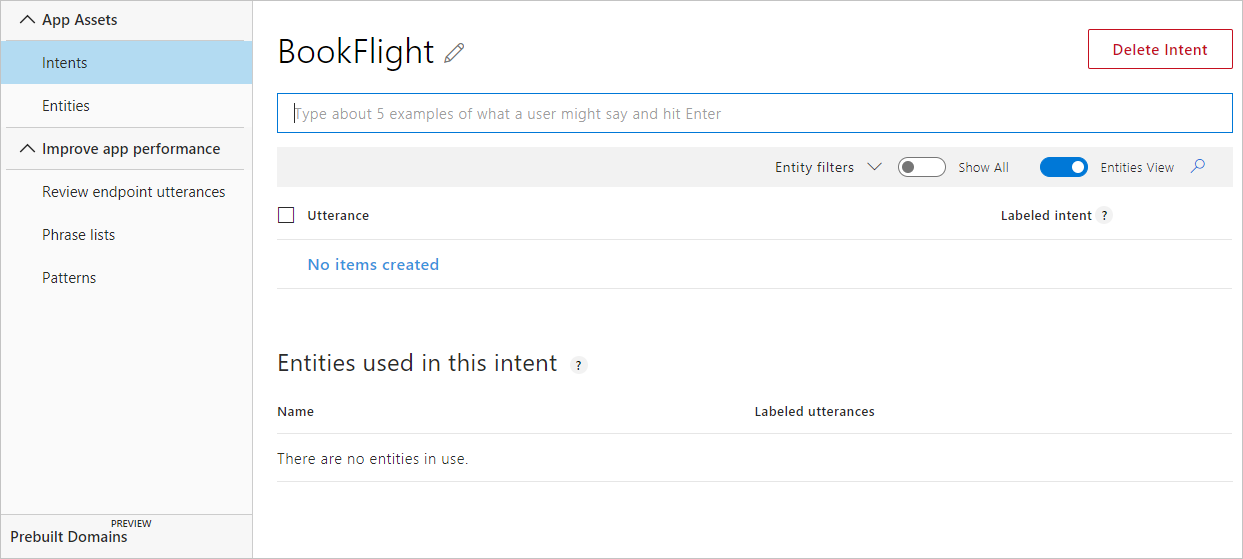 App Assets
Intents
Entities
Improve app performance
Review endpoint utterances
Phrase lists
Patterns
PREVIEW
Prebuilt Domains
BookFlight
Delete Intent
Type about 5 examples of what a user might say and hit Enter
Entity filters Show All Entities View
Utterance Labeled intent ?
No items created
Entities used in this intent ?
Name Labeled utterances
There are no entities in use.